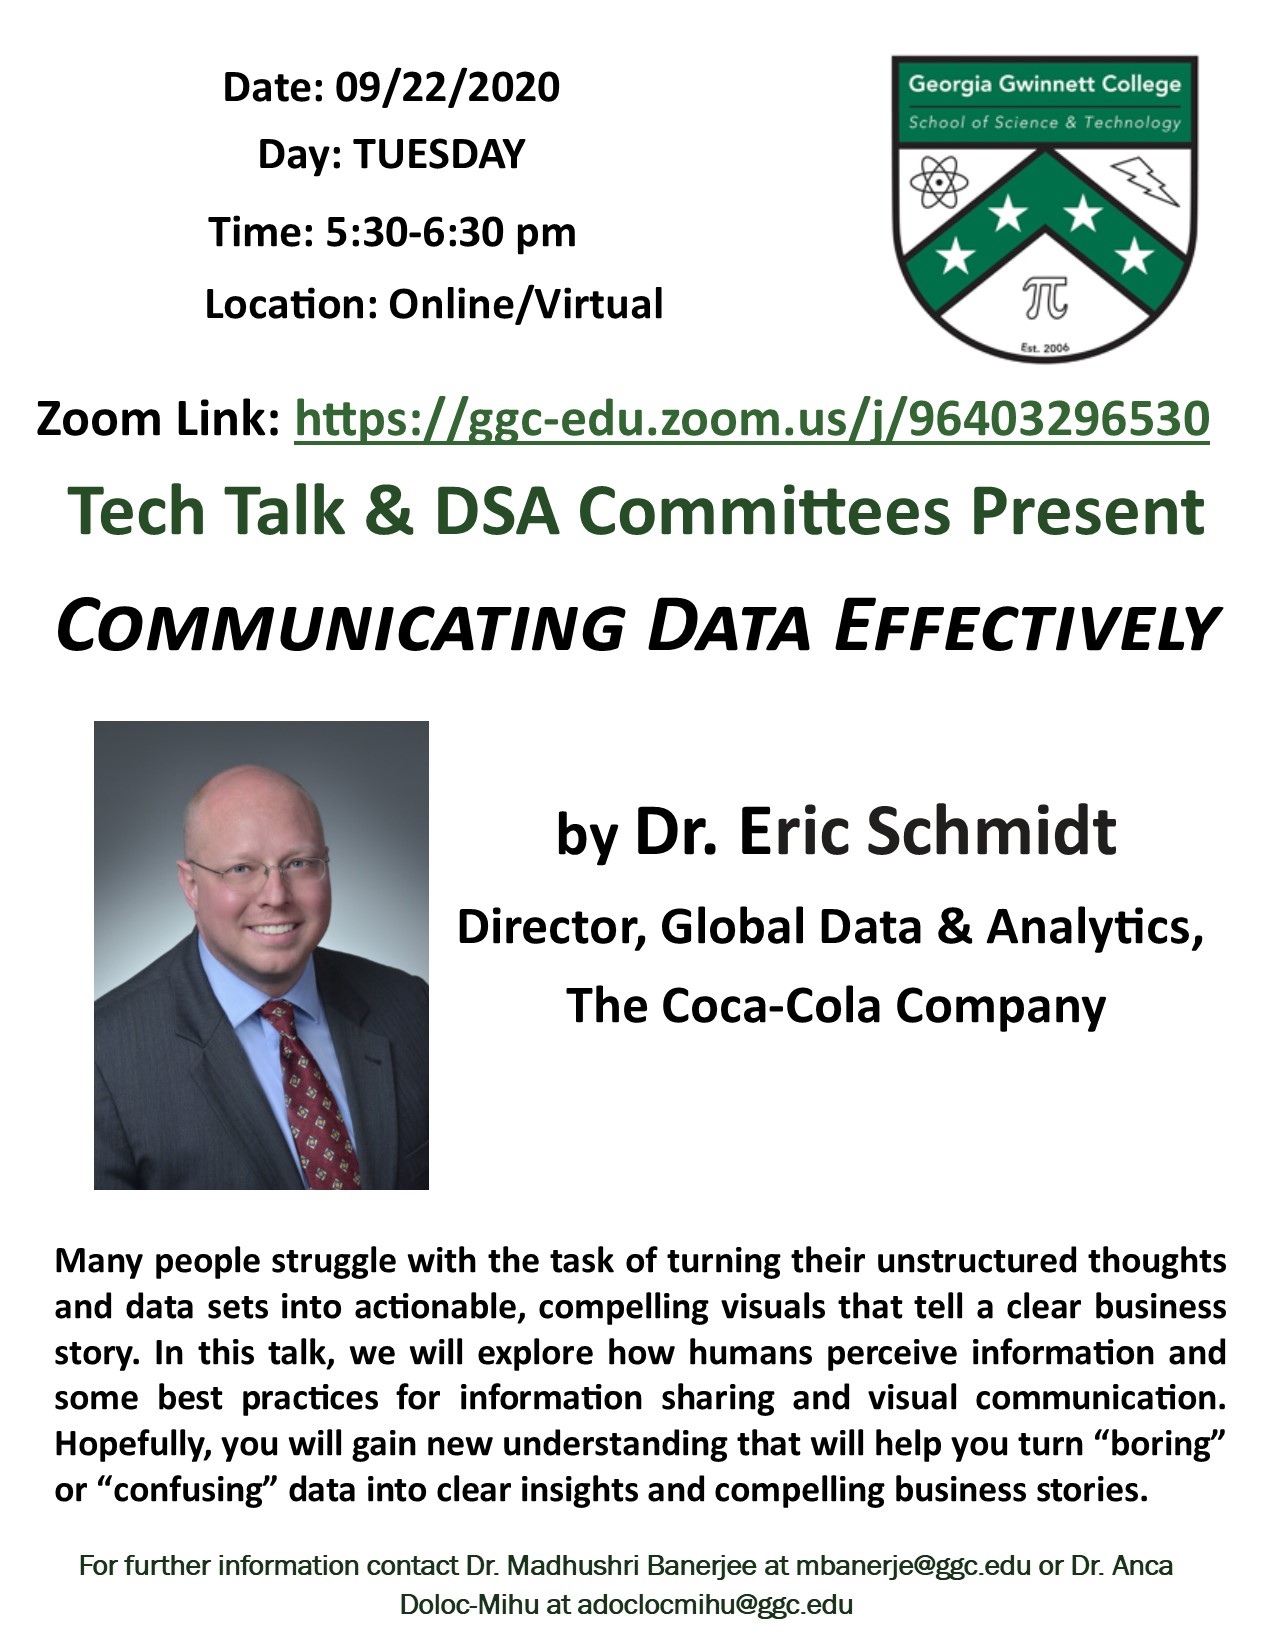 Date: 09/22/2020
Day: TUESDAY
Time: 5:30-6:30 pm
Location: Online/Virtual
Georgia Gwinnett College
School of Science & Technology
π
Est. 2006
Zoom Link: https://ggc-edu.zoom.us/j/96403296530
Tech Talk & DSA Committees Present
COMMUNICATING DATA EFFECTIVELY
by Dr. Eric Schmidt
Director, Global Data & Analytics,
The Coca-Cola Company
Many people struggle with the task of turning their unstructured thoughts
and data sets into actionable, compelling visuals that tell a clear business
story. In this talk, we will explore how humans perceive information and
some best practices for information sharing and visual communication.
Hopefully, you will gain new understanding that will help you turn “boring”
or “confusing” data into clear insights and compelling business stories.
For further information contact Dr. Madhushri Banerjee at mbanerje@ggc.edu or Dr. Anca
Doloc-Mihu at adoclocmihu@ggc.edu